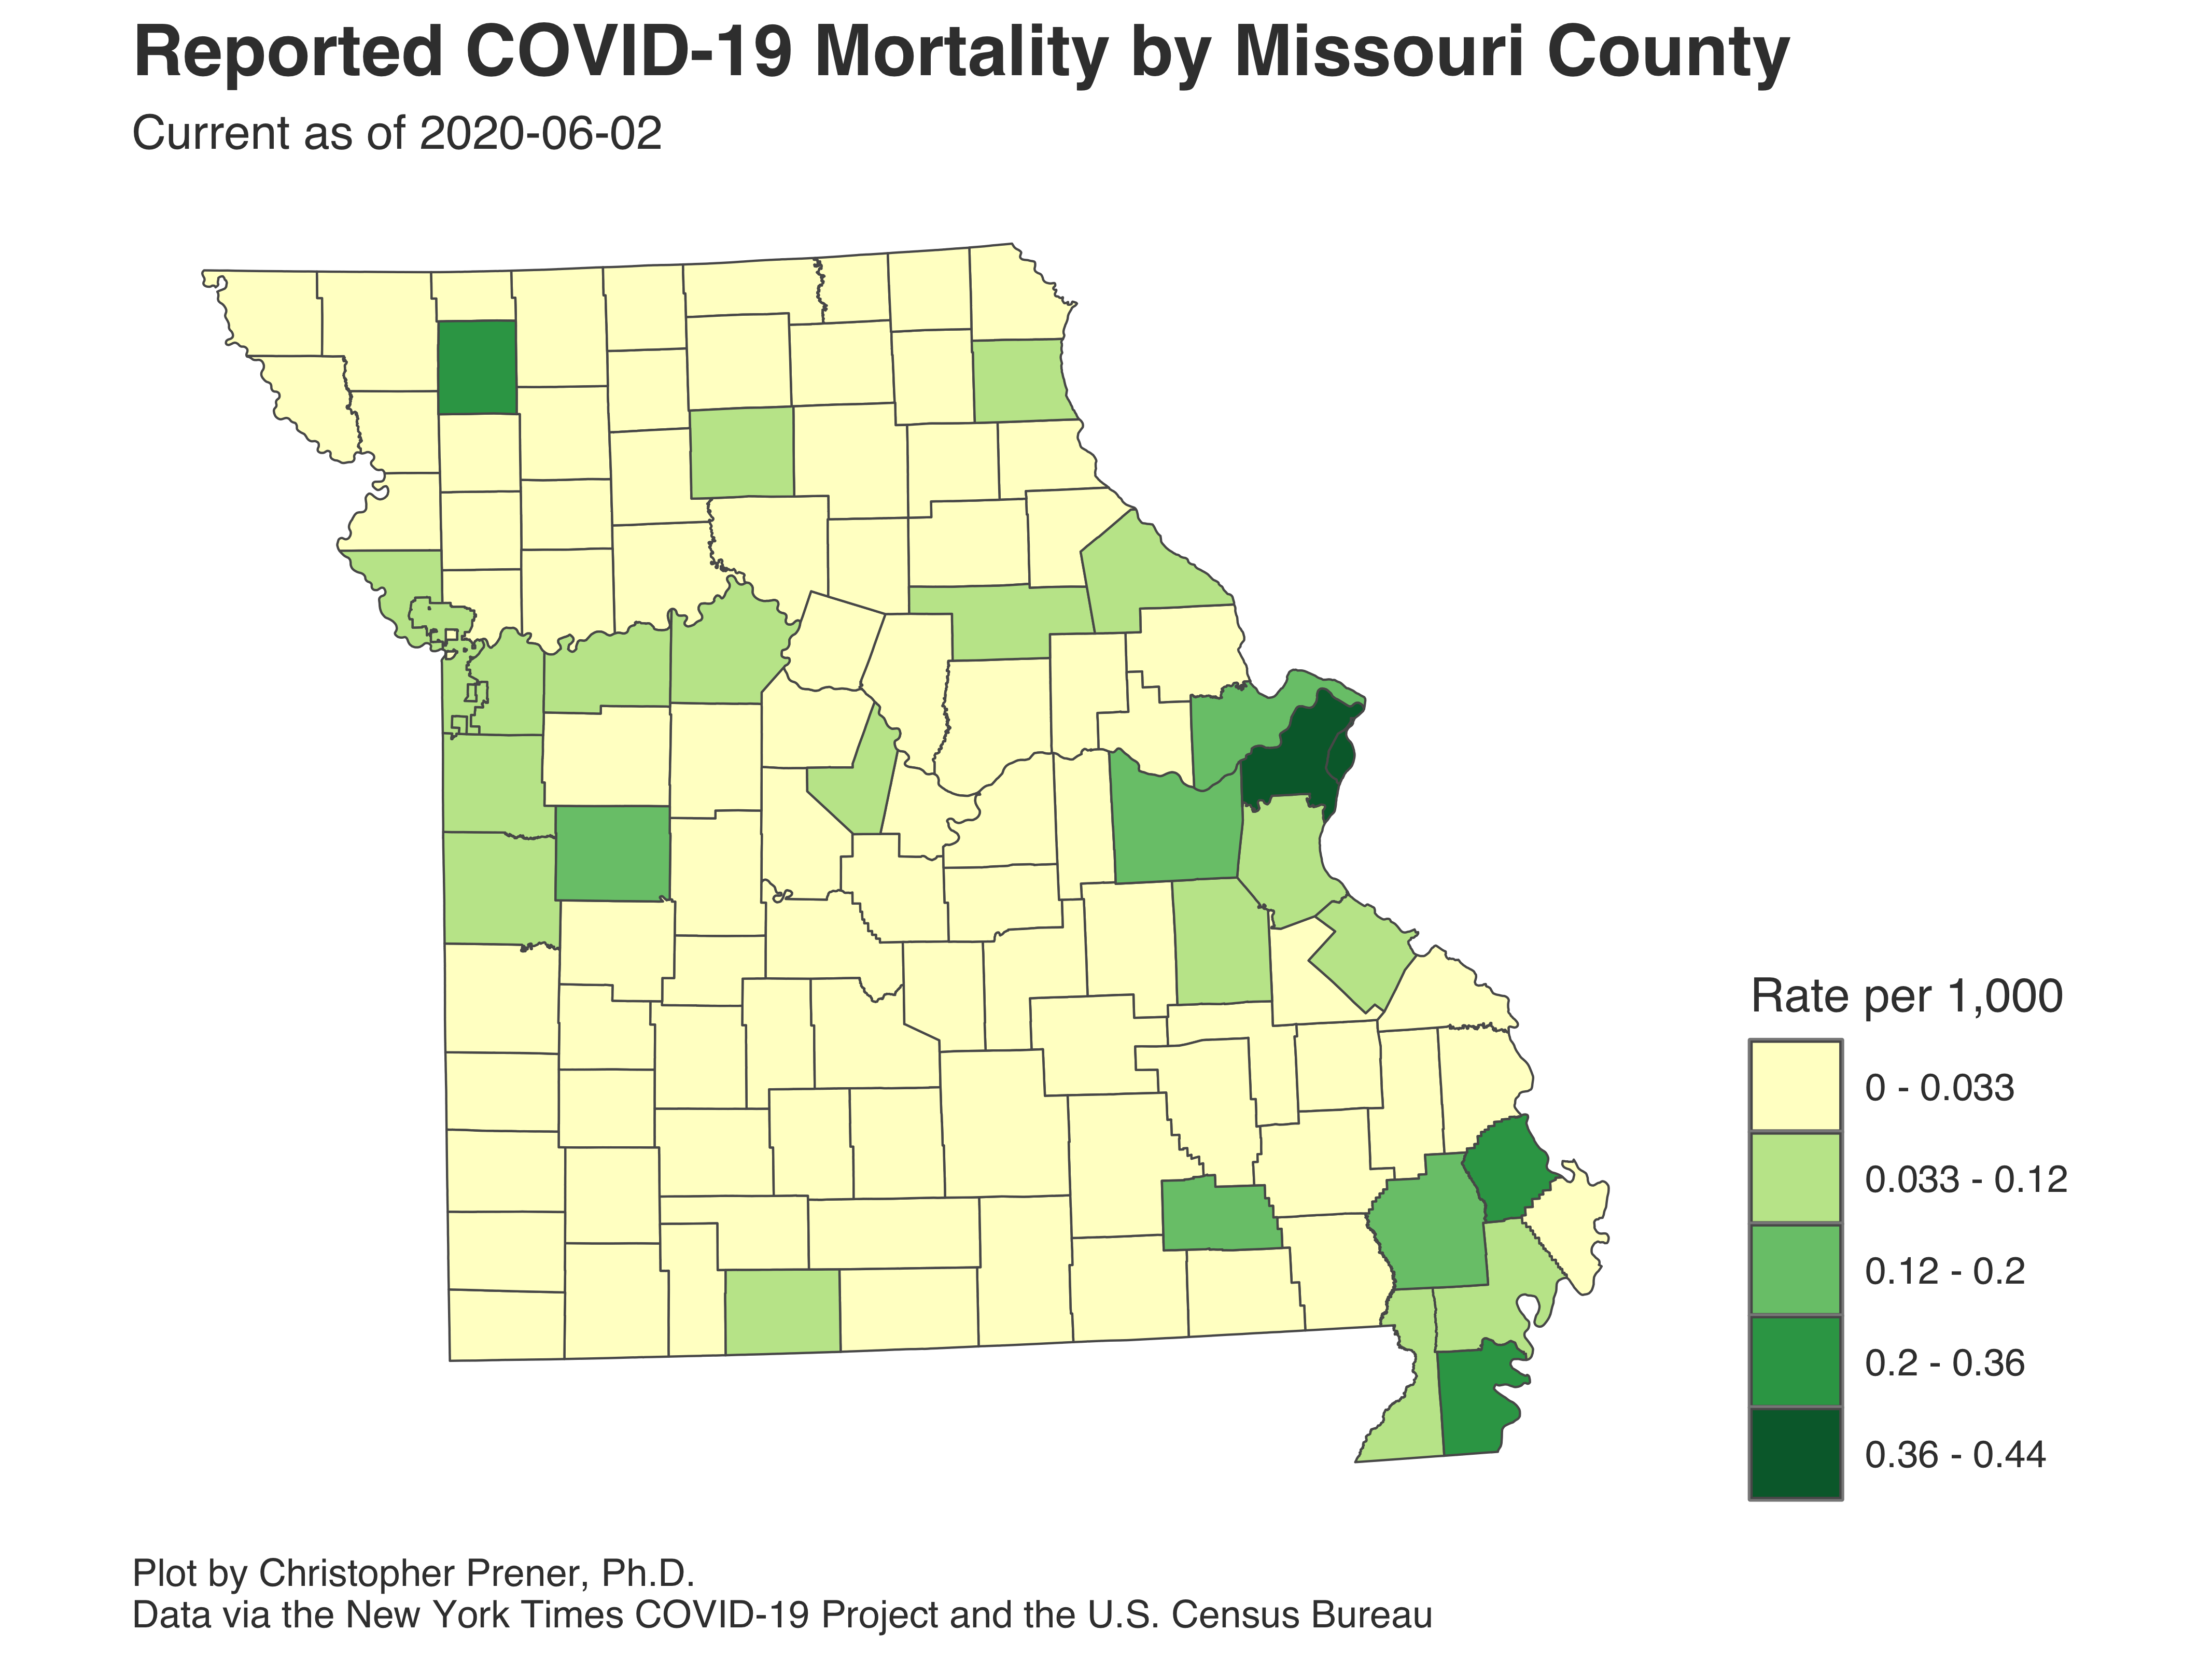 Reported COVID-19 Mortality by Missouri County
Current as of 2020-06-02
Rate per 1,000
0 - 0.033
0.033 - 0.12
0.12 - 0.2
0.2 - 0.36
0.36 - 0.44
Plot by Christopher Prener, Ph.D.
Data via the New York Times COVID-19 Project and the U.S. Census Bureau